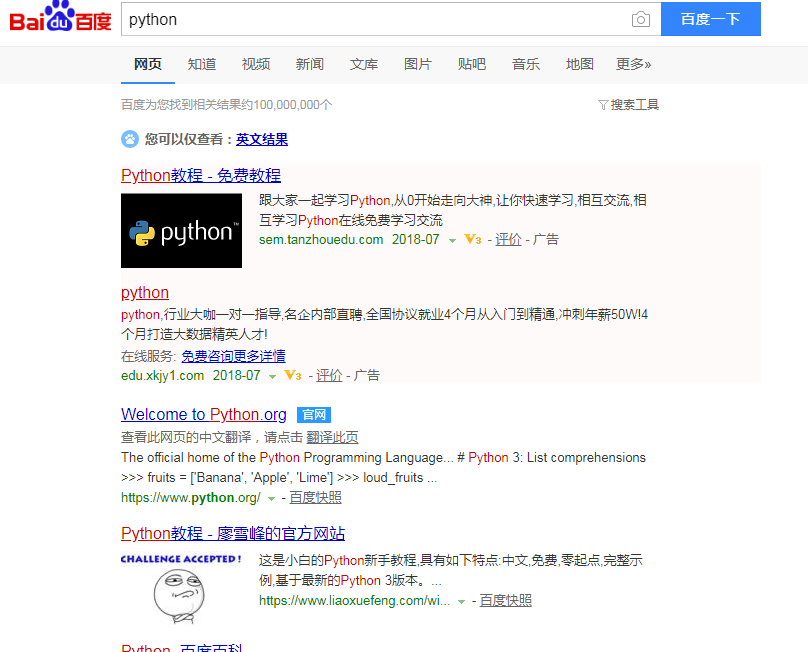 Bai du 百度 python 百度一下
网页 知道 视频 新闻 文库 图片 贴吧 音乐 地图 更多»
百度为您找到相关结果约100,000,000个 搜索工具
您可以仅查看：英文结果
Python教程 - 免费教程
python™
跟大家一起学习Python,从0开始走向大神,让你快速学习,相互交流,相
互学习Python在线免费学习交流
sem.tanzhouedu.com 2018-07 V3 - 评价 - 广告
python
python,行业大咖一对一指导,名企内部直聘,全国协议就业4个月从入门到精通,冲刺年薪50W!4
个月打造大数据精英人才!
在线服务: 免费咨询更多详情
edu.xkjy1.com 2018-07 V3 - 评价 - 广告
Welcome to Python.org 官网
查看此网页的中文翻译，请点击 翻译此页
The official home of the Python Programming Language... # Python 3: List comprehensions
>>> fruits = ['Banana', 'Apple', 'Lime'] >>> loud_fruits ...
https://www.python.org/ - 百度快照
Python教程 - 廖雪峰的官方网站
CHALLENGE ACCEPTED!
这是小白的Python新手教程,具有如下特点:中文,免费,零起点,完整示
例,基于最新的Python 3版本。...
https://www.liaoxuefeng.com/wi... - 百度快照
Python_百度百科